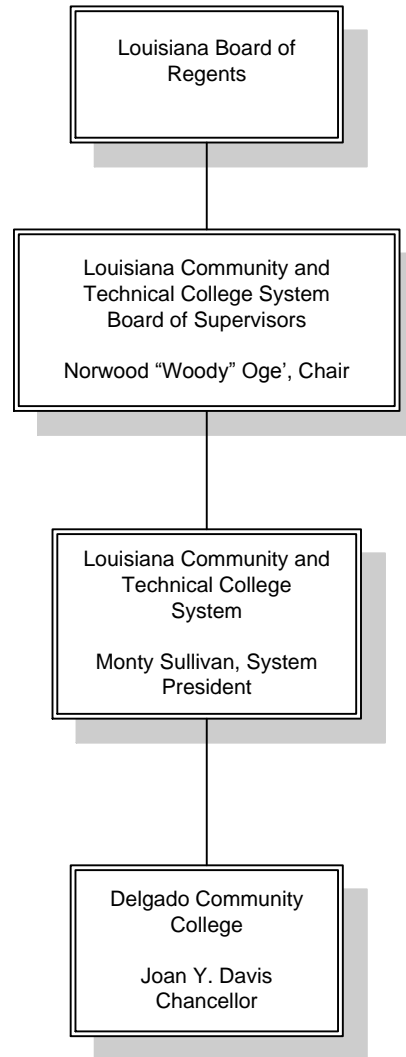 Louisiana Board of
Regents
Louisiana Community and
Technical College System
Board of Supervisors
Norwood “Woody” Oge’, Chair
Louisiana Community and
Technical College
System
Monty Sullivan, System
President
Delgado Community
College
Joan Y. Davis
Chancellor